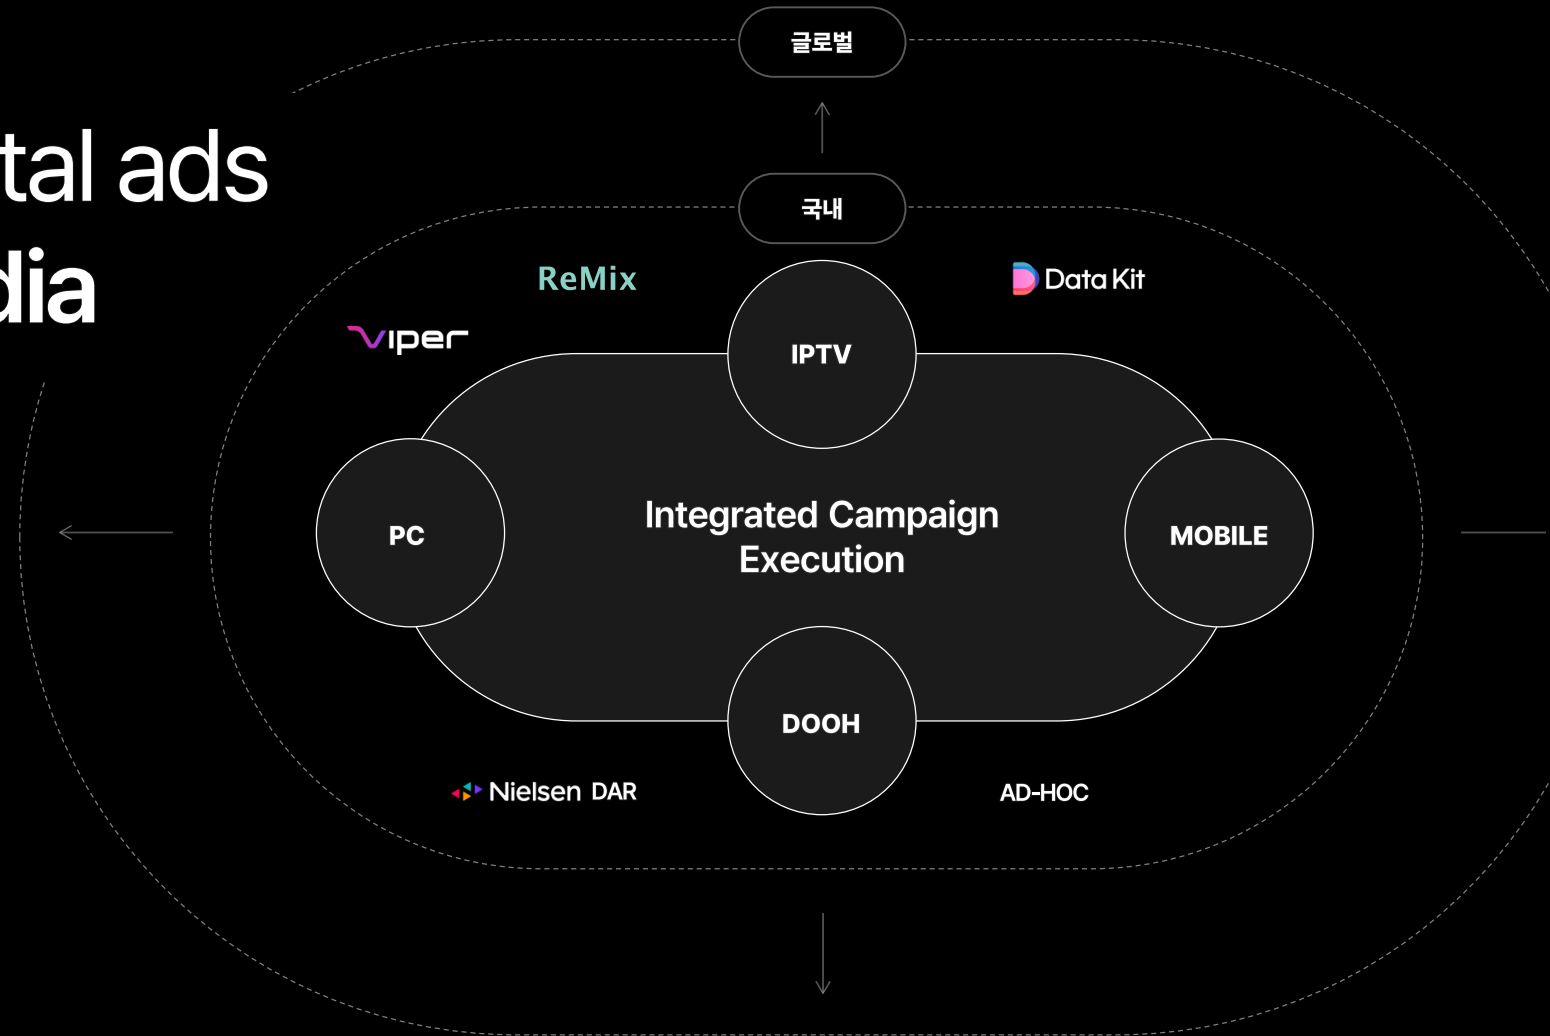 글로벌
tal ads
dia
국내
ReMix
Data Kit
viper
IPTV
PC
Integrated Campaign
Execution
MOBILE
DOOH
Nielsen DAR
AD-HOC